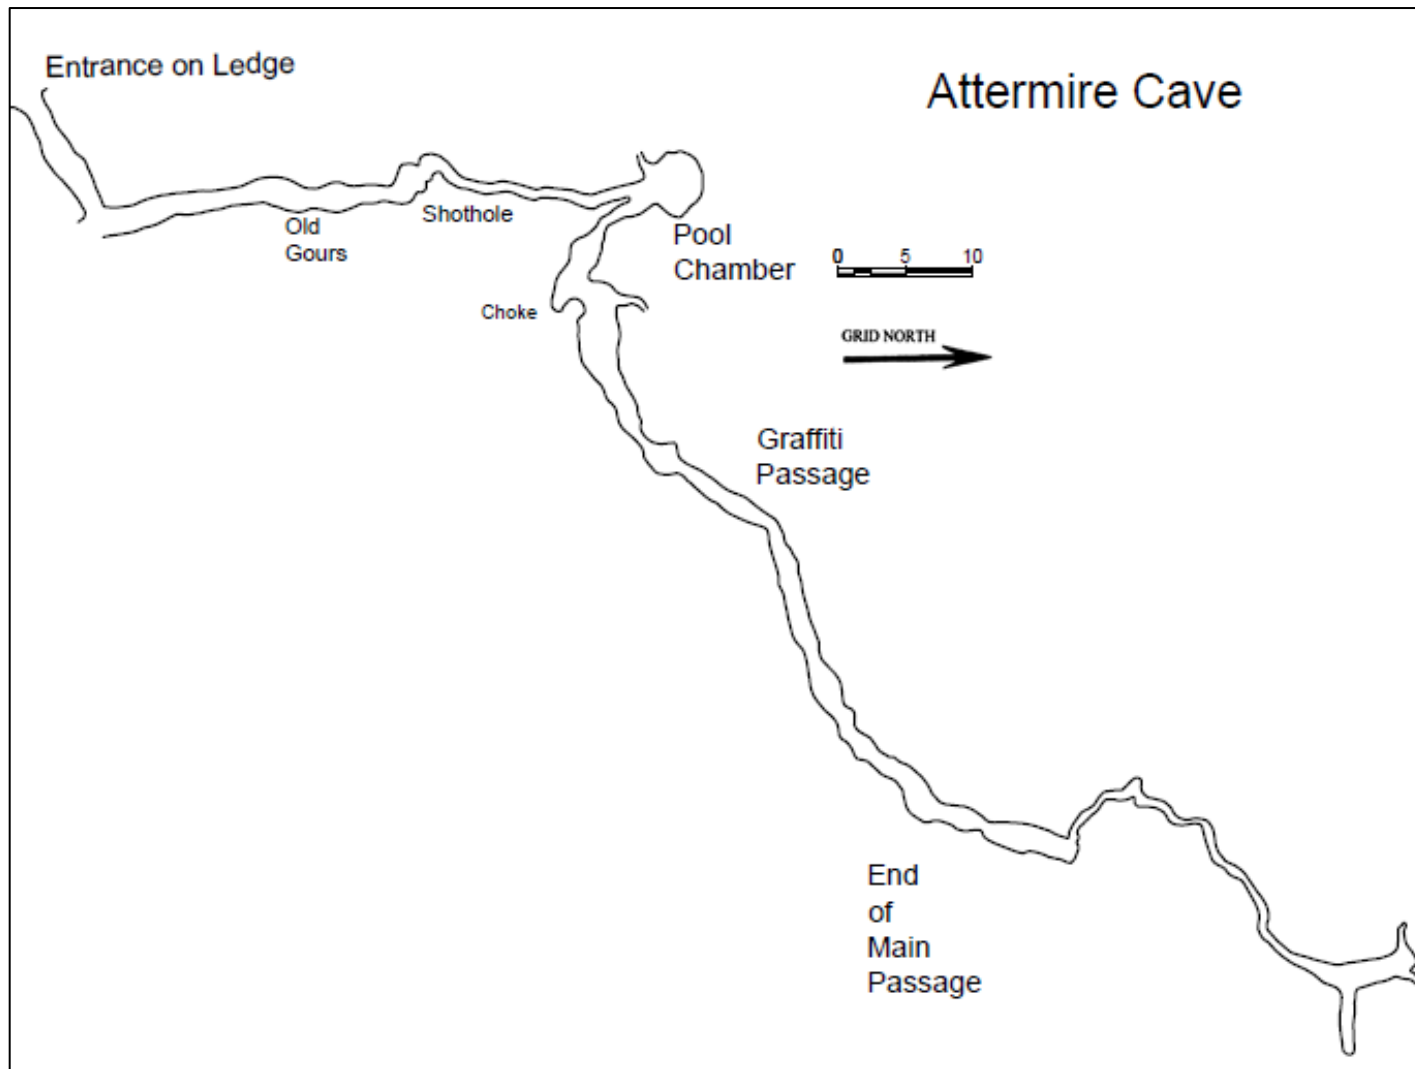 Entrance on Ledge
Attermire Cave
Old
Gours
Shothole
Pool
Chamber
0 5 10
Choke
GRID NORTH
Graffiti
Passage
End
of
Main
Passage